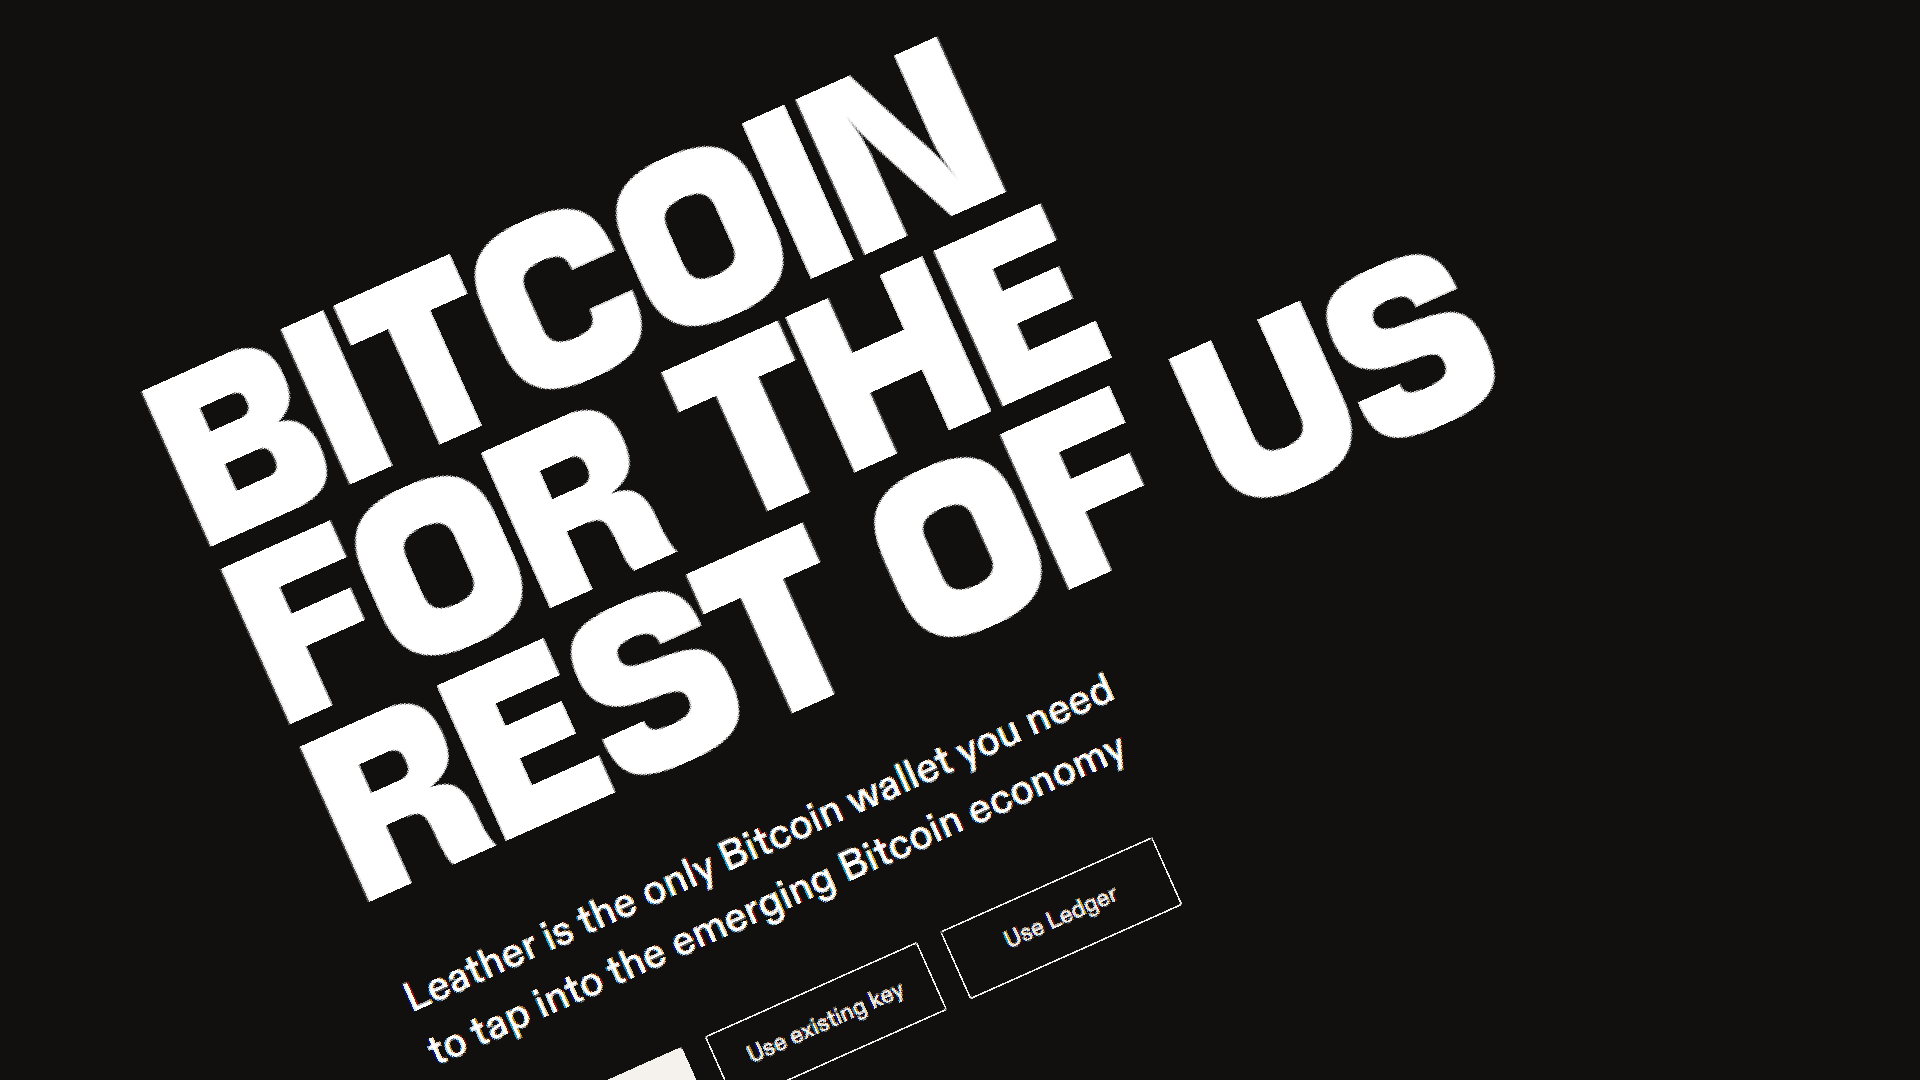 BITCOIN
FOR THE
REST OF US
Leather is the only Bitcoin wallet you need
to tap into the emerging Bitcoin economy
Use existing key
Use Ledger